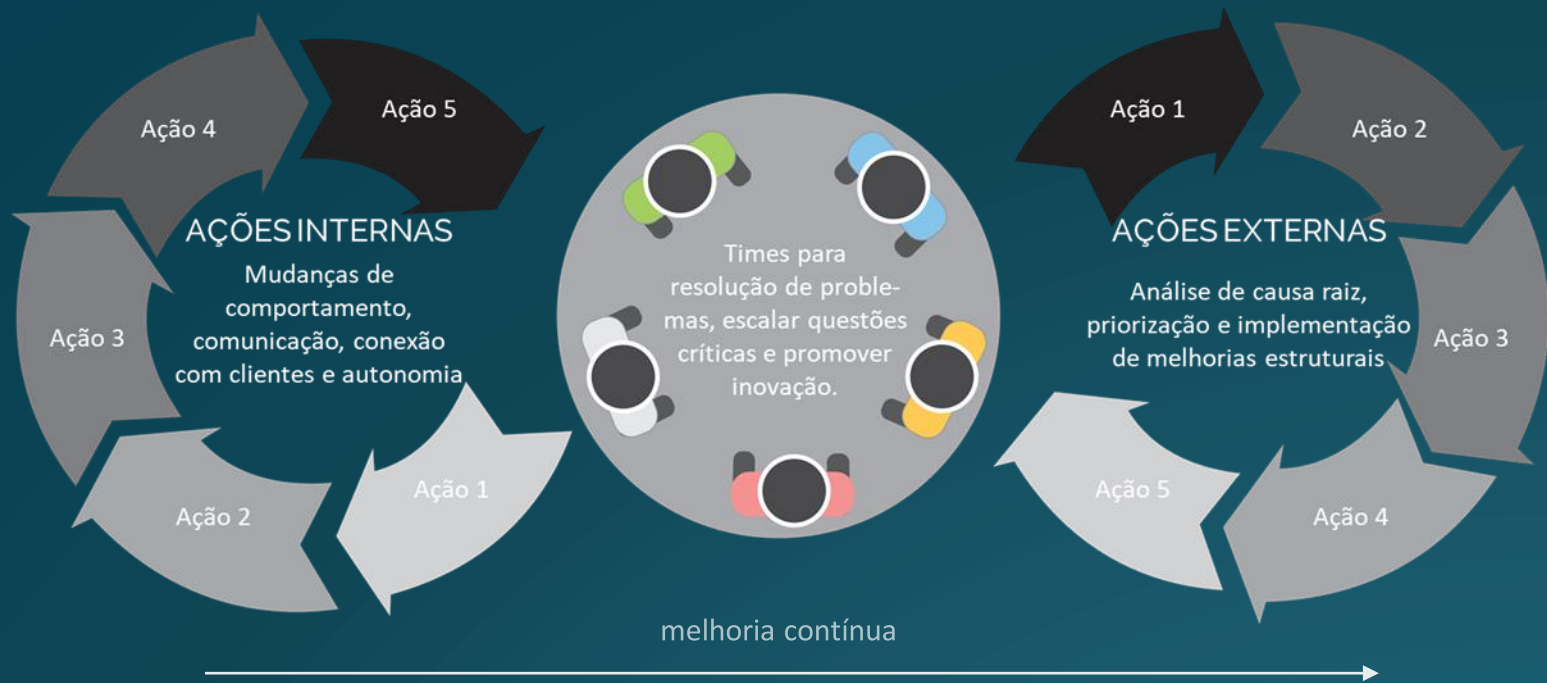 Ação 4
Ação 5
Ação 3
Ação 2
Ação 1
AÇÕES INTERNAS
Mudanças de
comportamento,
comunicação, conexão
com clientes e autonomia
Times para
resolução de proble-
mas, escalar questões
críticas e promover
inovação.
Ação 1
Ação 2
Ação 3
Ação 4
Ação 5
AÇÕES EXTERNAS
Análise de causa raiz,
priorização e implementação
de melhorias estruturais
melhoria contínua